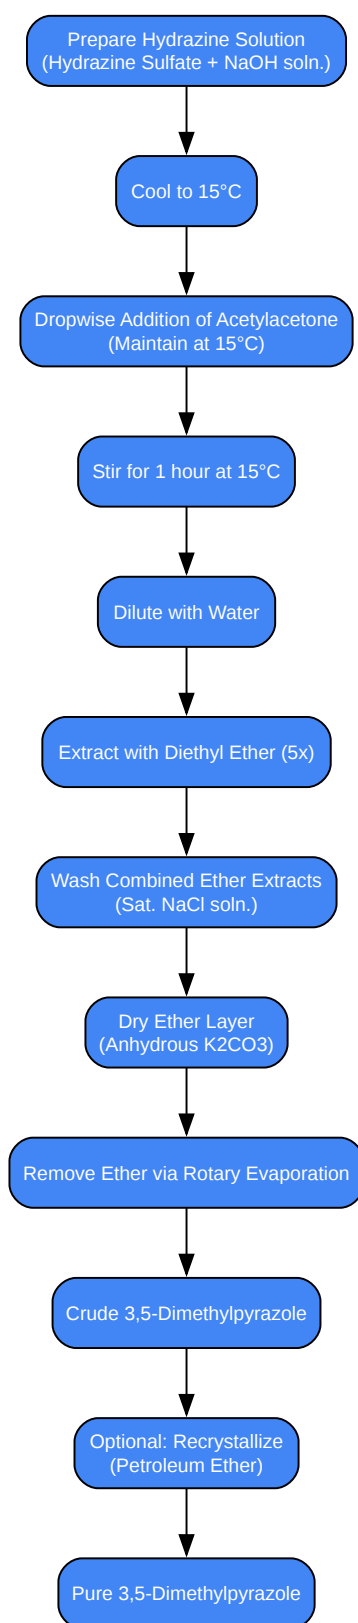 Prepare Hydrazine Solution
(Hydrazine Sulfate + NaOH soln.)
Cool to 15°C
Dropwise Addition of Acetylacetone
(Maintain at 15°C)
Stir for 1 hour at 15°C
Dilute with Water
Extract with Diethyl Ether (5x)
Wash Combined Ether Extracts
(Sat. NaCl soln.)
Dry Ether Layer
(Anhydrous K2CO3)
Remove Ether via Rotary Evaporation
Crude 3,5-Dimethylpyrazole
Optional: Recrystallize
(Petroleum Ether)
Pure 3,5-Dimethylpyrazole